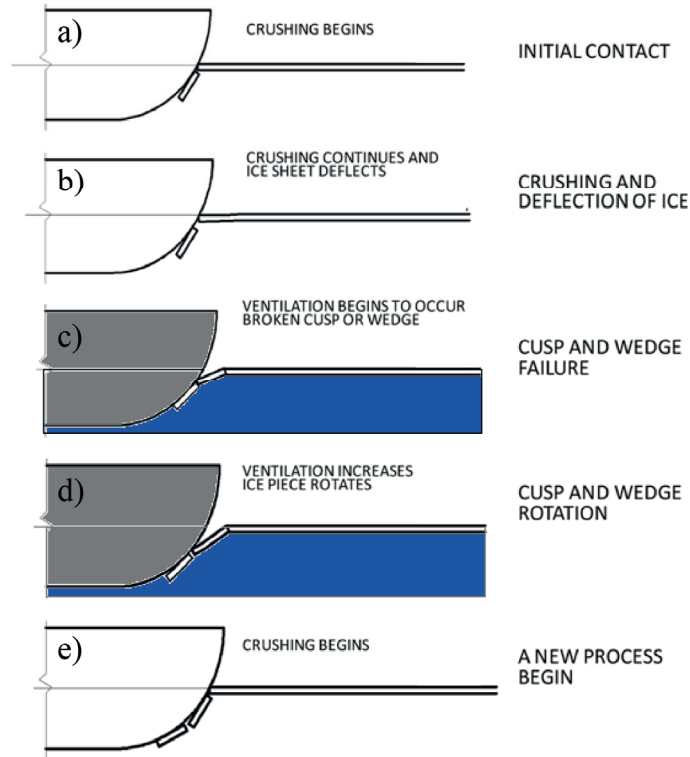 a)
CRUSHING BEGINS
INITIAL CONTACT
b)
CRUSHING CONTINUES AND
ICE SHEET DEFLECTS
CRUSHING AND
DEFLECTION OF ICE
c)
VENTILATION BEGINS TO OCCUR
BROKEN CUSP OR WEDGE
CUSP AND WEDGE
FAILURE
d)
VENTILATION INCREASES
ICE PIECE ROTATES
CUSP AND WEDGE
ROTATION
e)
CRUSHING BEGINS
A NEW PROCESS
BEGIN